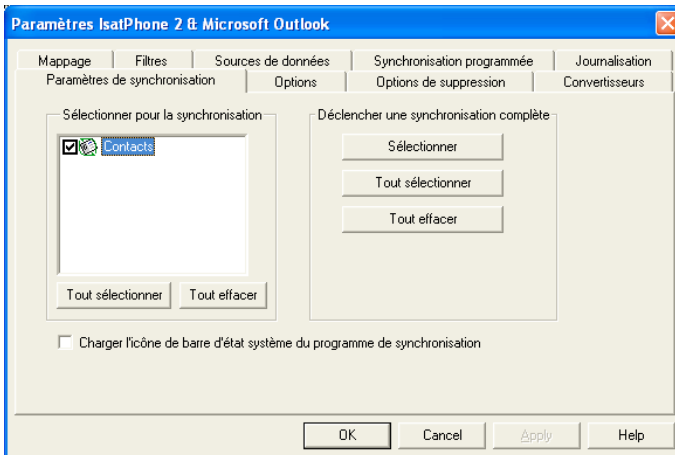 Paramètres IsatPhone 2 & Microsoft Outlook
Mappage Filtres Sources de données Synchronisation programmée Journalisation
Paramètres de synchronisation Options Options de suppression Convertisseurs
Sélectionner pour la synchronisation
Contacts
Tout sélectionner Tout effacer
Déclencher une synchronisation complète
Sélectionner
Tout sélectionner
Tout effacer
Charger l'icône de barre d'état système du programme de synchronisation
OK Cancel Apply Help